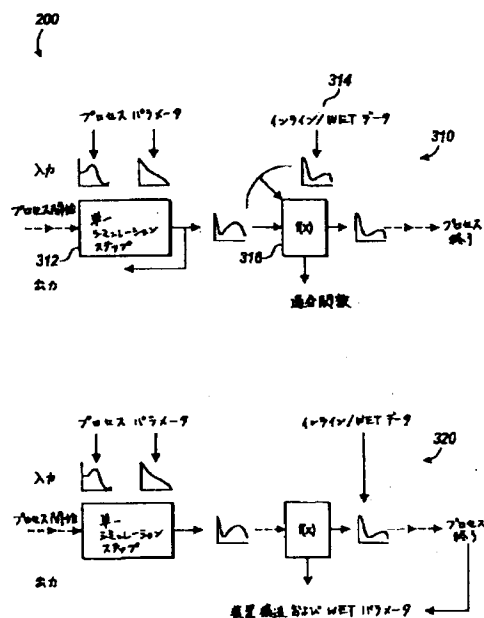 200
314
プロセス パラメータ
インライン/WET データ
310
入力
プロセス開始
単一
シミュレーション
ステップ
f(x)
プロセス
終了
312
316
出力
適合関数
プロセス パラメータ
インライン/WET データ
320
入力
プロセス開始
単一
シミュレーション
ステップ
f(x)
プロセス
終了
出力
装置構造および WET パラメータ